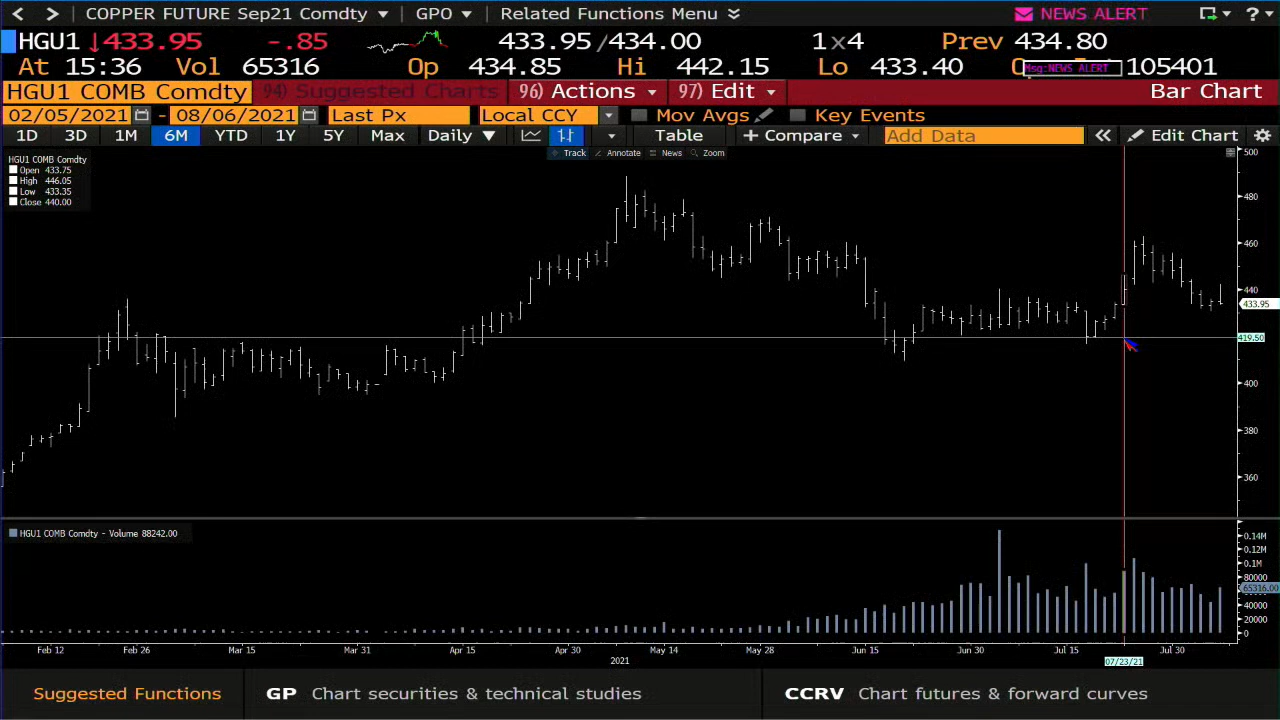 COPPER FUTURE Sep21 Comdty GPO Related Functions Menu NEWS ALERT ?
HGU1 ↓433.95 -.85 433.95/434.00 1x4 Prev 434.80
At 15:36 Vol 65316 Op 434.85 Hi 442.15 Lo 433.40 105401
Msg:NEWS ALERT
HGU1 COMB Comdty 94) Suggested Charts 96) Actions 97) Edit Bar Chart
02/05/2021 - 08/06/2021 Last Px Local CCY Mov Avgs Key Events
1D 3D 1M 6M YTD 1Y 5Y Max Daily Table + Compare Add Data Edit Chart
Track Annotate News Zoom
HGU1 COMB Comdty
Open 433.75
High 446.05
Low 433.35
Close 440.00
500
480
460
440
433.95
419.50
400
380
360
HGU1 COMB Comdty - Volume 88242.00
0.14M
0.12M
0.1M
80000
65316.00
40000
20000
0
Feb 12 Feb 26 Mar 15 Mar 31 Apr 15 Apr 30 May 14 May 28 Jun 15 Jun 30 Jul 15 Jul 30
2021 07/23/21
Suggested Functions GP Chart securities & technical studies CCRV Chart futures & forward curves